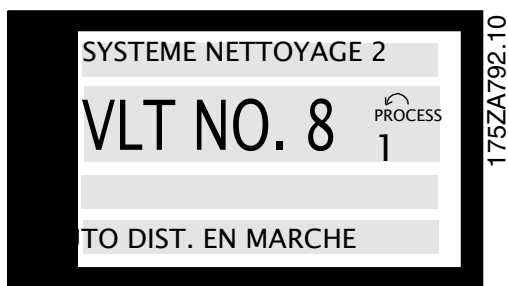 SYSTEME NETTOYAGE 2
VLT NO. 8
PROCESS
1
TO DIST. EN MARCHE
175ZA792.10